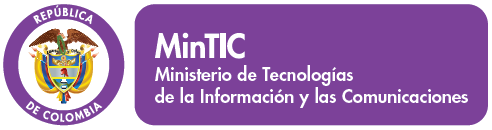 REPÚBLICA
DE COLOMBIA
MinTIC
Ministerio de Tecnologías
de la Información y las Comunicaciones